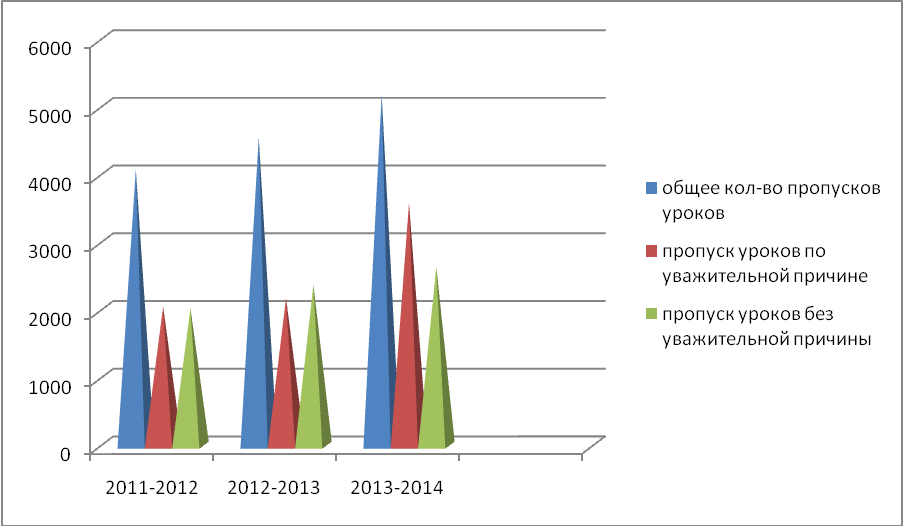 6000
5000
4000
3000
2000
1000
0
2011-2012
2012-2013
2013-2014
общее кол-во пропусков
уроков
пропуск уроков по
уважительной причине
пропуск уроков без
уважительной причины